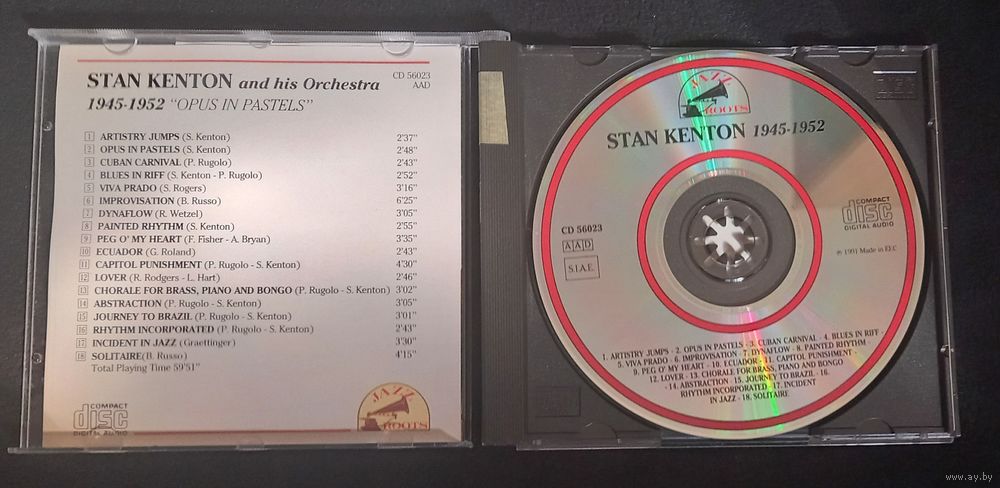 STAN KENTON and his Orchestra
CD 56023
AAD
1945-1952 "OPUS IN PASTELS"
1 ARTISTRY JUMPS (S. Kenton) 2'37"
2 OPUS IN PASTELS (S. Kenton) 2'48"
3 CUBAN CARNIVAL (P. Rugolo) 2'43"
4 BLUES IN RIFF (S. Kenton - P. Rugolo) 2'52"
5 VIVA PRADO (S. Rogers) 3'16"
6 IMPROVISATION (B. Russo) 6'25"
7 DYNAFLOW (R. Wetzel) 3'05"
8 PAINTED RHYTHM (S. Kenton) 2'55"
9 PEG O' MY HEART (F. Fisher - A. Bryan) 3'35"
10 ECUADOR (G. Roland) 2'43"
11 CAPITOL PUNISHMENT (P. Rugolo - S. Kenton) 4'30"
12 LOVER (R. Rodgers - L. Hart) 2'46"
13 CHORALE FOR BRASS, PIANO AND BONGO (P. Rugolo - S. Kenton) 3'02"
14 ABSTRACTION (P. Rugolo - S. Kenton) 3'05"
15 JOURNEY TO BRAZIL (P. Rugolo - S. Kenton) 3'01"
16 RHYTHM INCORPORATED (P. Rugolo - S. Kenton) 2'43"
17 INCIDENT IN JAZZ (Graettinger) 3'30"
18 SOLITAIRE(B. Russo) 4'15"
Total Playing Time 59'51"
COMPACT
disc
DIGITAL AUDIO
JAZZ
ROOTS
JAZZ
ROOTS
STAN KENTON 1945-1952
CD 56023
AAD
S.I.A.E.
COMPACT
disc
DIGITAL AUDIO
℗ 1991 Made in EEC
1. ARTISTRY JUMPS - 2. OPUS IN PASTELS - 3. CUBAN CARNIVAL - 4. BLUES IN RIFF -
5. VIVA PRADO - 6. IMPROVISATION - 7. DYNAFLOW - 8. PAINTED RHYTHM -
9. PEG O' MY HEART - 10. ECUADOR - 11. CAPITOL PUNISHMENT -
12. LOVER - 13. CHORALE FOR BRASS, PIANO AND BONGO
- 14. ABSTRACTION - 15. JOURNEY TO BRAZIL - 16.
RHYTHM INCORPORATED - 17. INCIDENT
IN JAZZ - 18. SOLITAIRE
www.ay.by